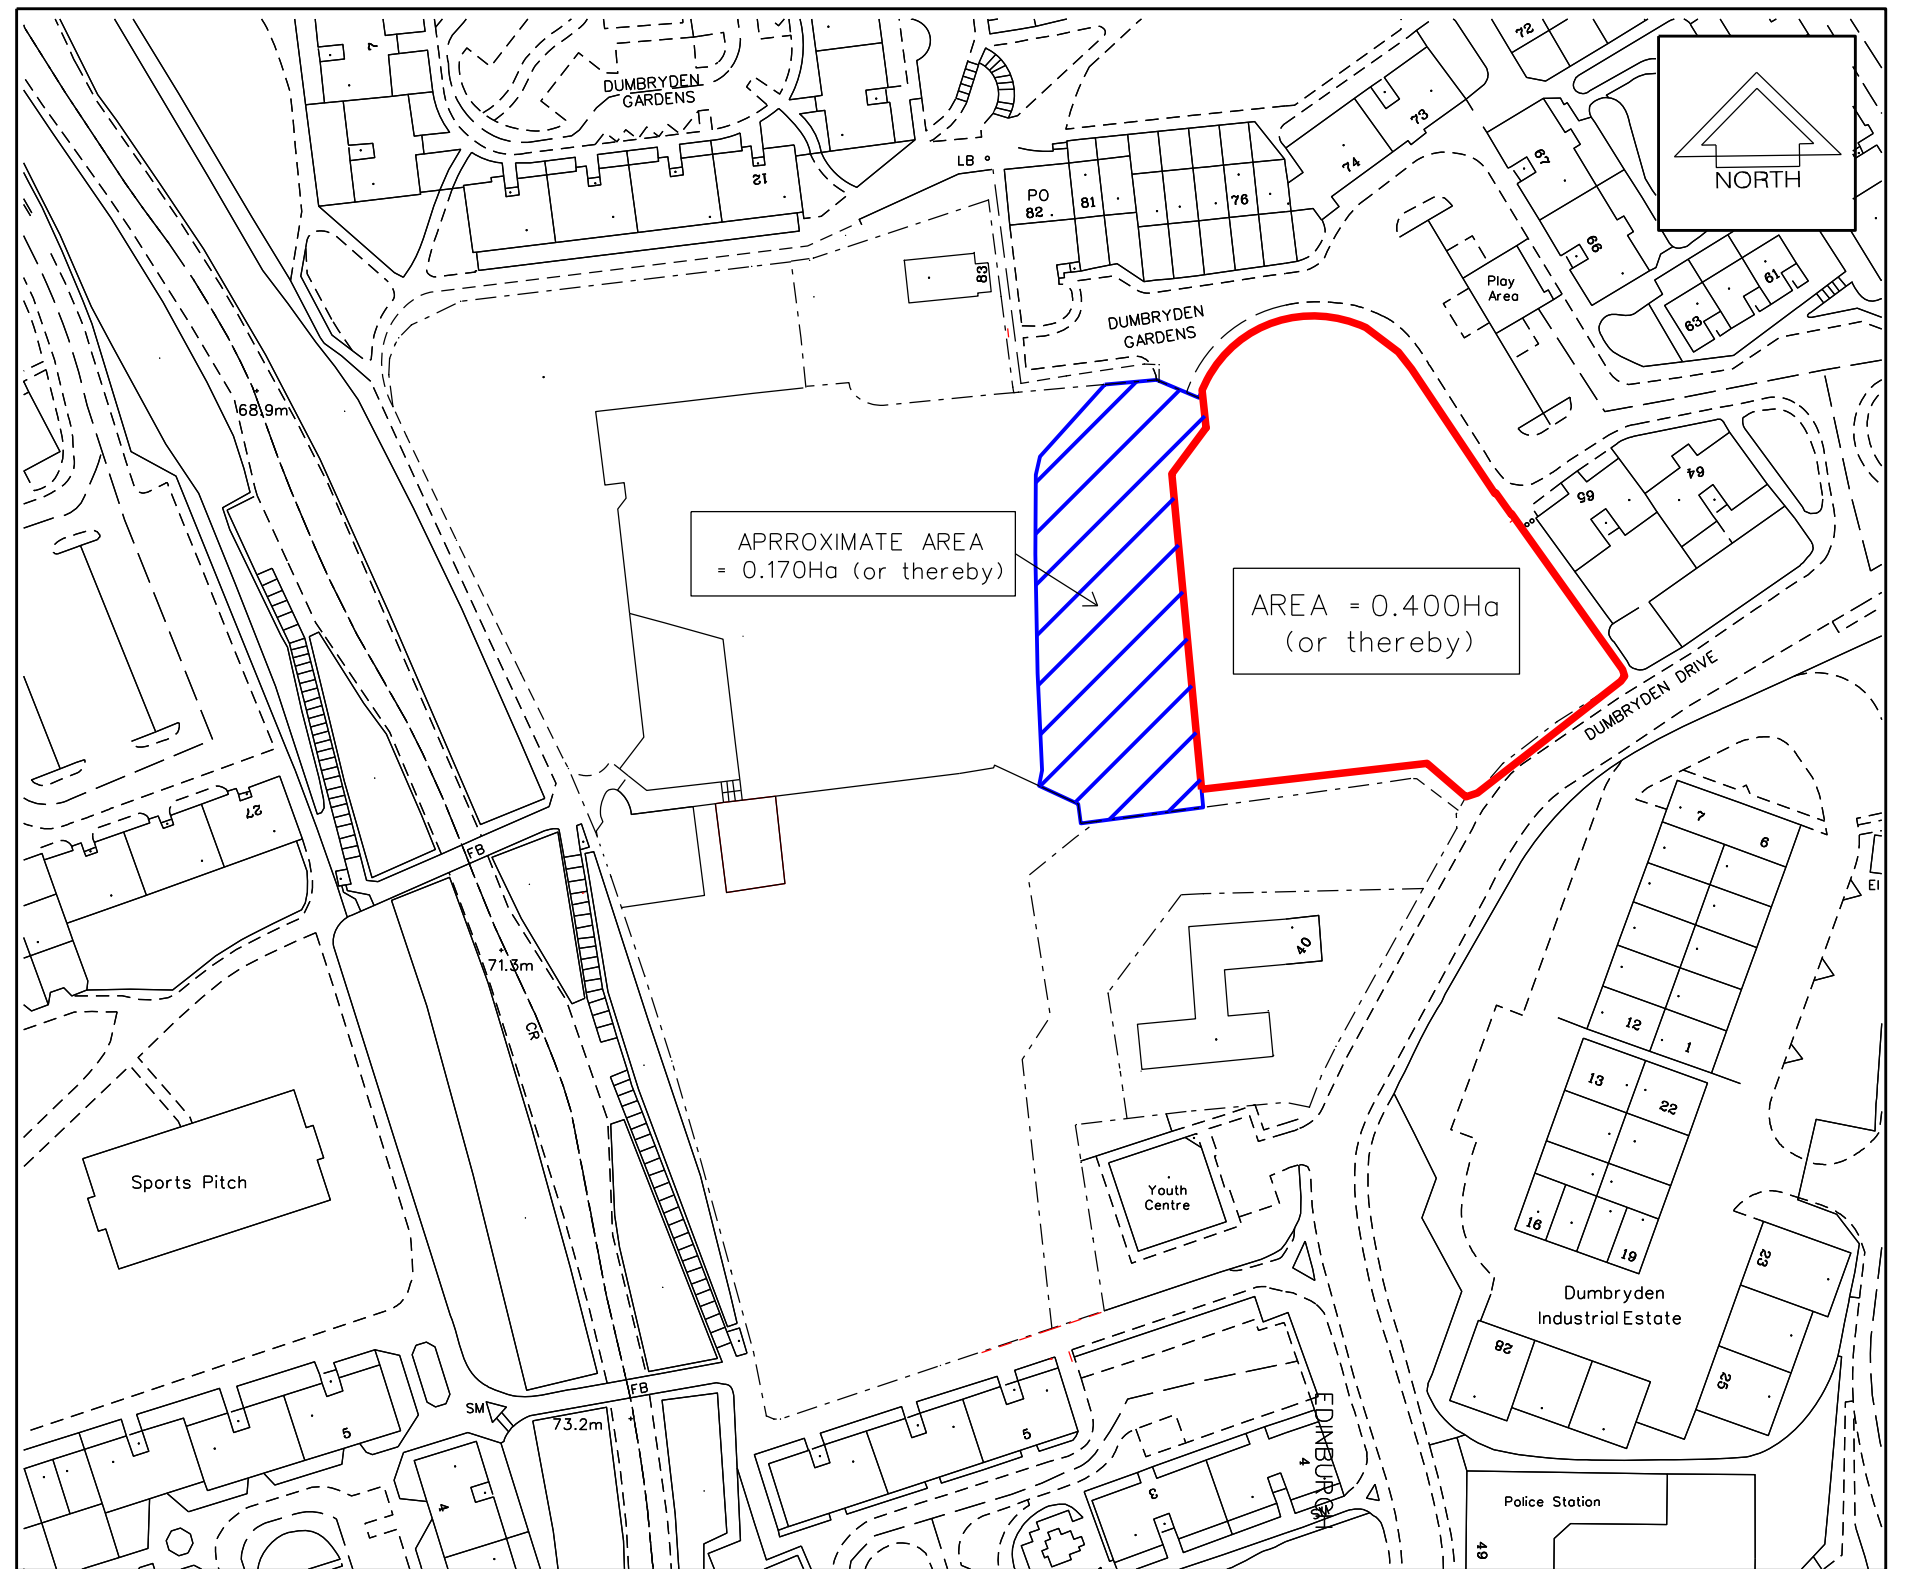 7
DUMBRYDEN
GARDENS
12
LB
PO
82
81
76
74
73
72
67
66
NORTH
Play
Area
61
63
83
DUMBRYDEN
GARDENS
68.9m
65
64
APRROXIMATE AREA
= 0.170Ha (or thereby)
AREA = 0.400Ha
(or thereby)
DUMBRYDEN DRIVE
27
FB
7
6
El
71.3m
CR
40
12
1
13
22
Sports Pitch
Youth
Centre
16
19
23
Dumbryden
Industrial Estate
28
25
FB
SM
73.2m
5
5
4
3
4
EDINBURGH
Police Station
49